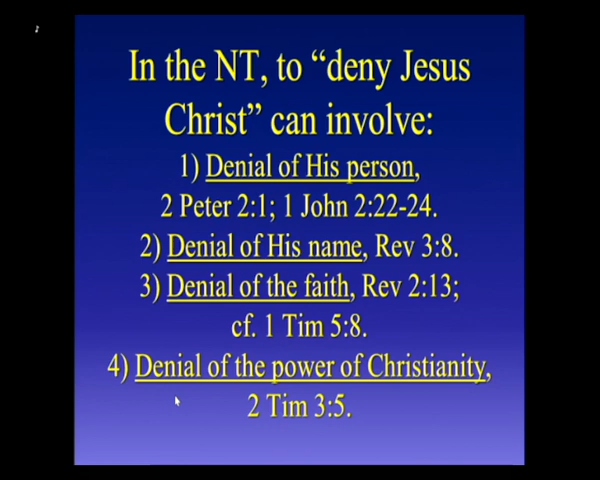 In the NT, to “deny Jesus
Christ” can involve:
1) Denial of His person,
2 Peter 2:1; 1 John 2:22-24.
2) Denial of His name, Rev 3:8.
3) Denial of the faith, Rev 2:13;
cf. 1 Tim 5:8.
4) Denial of the power of Christianity,
2 Tim 3:5.